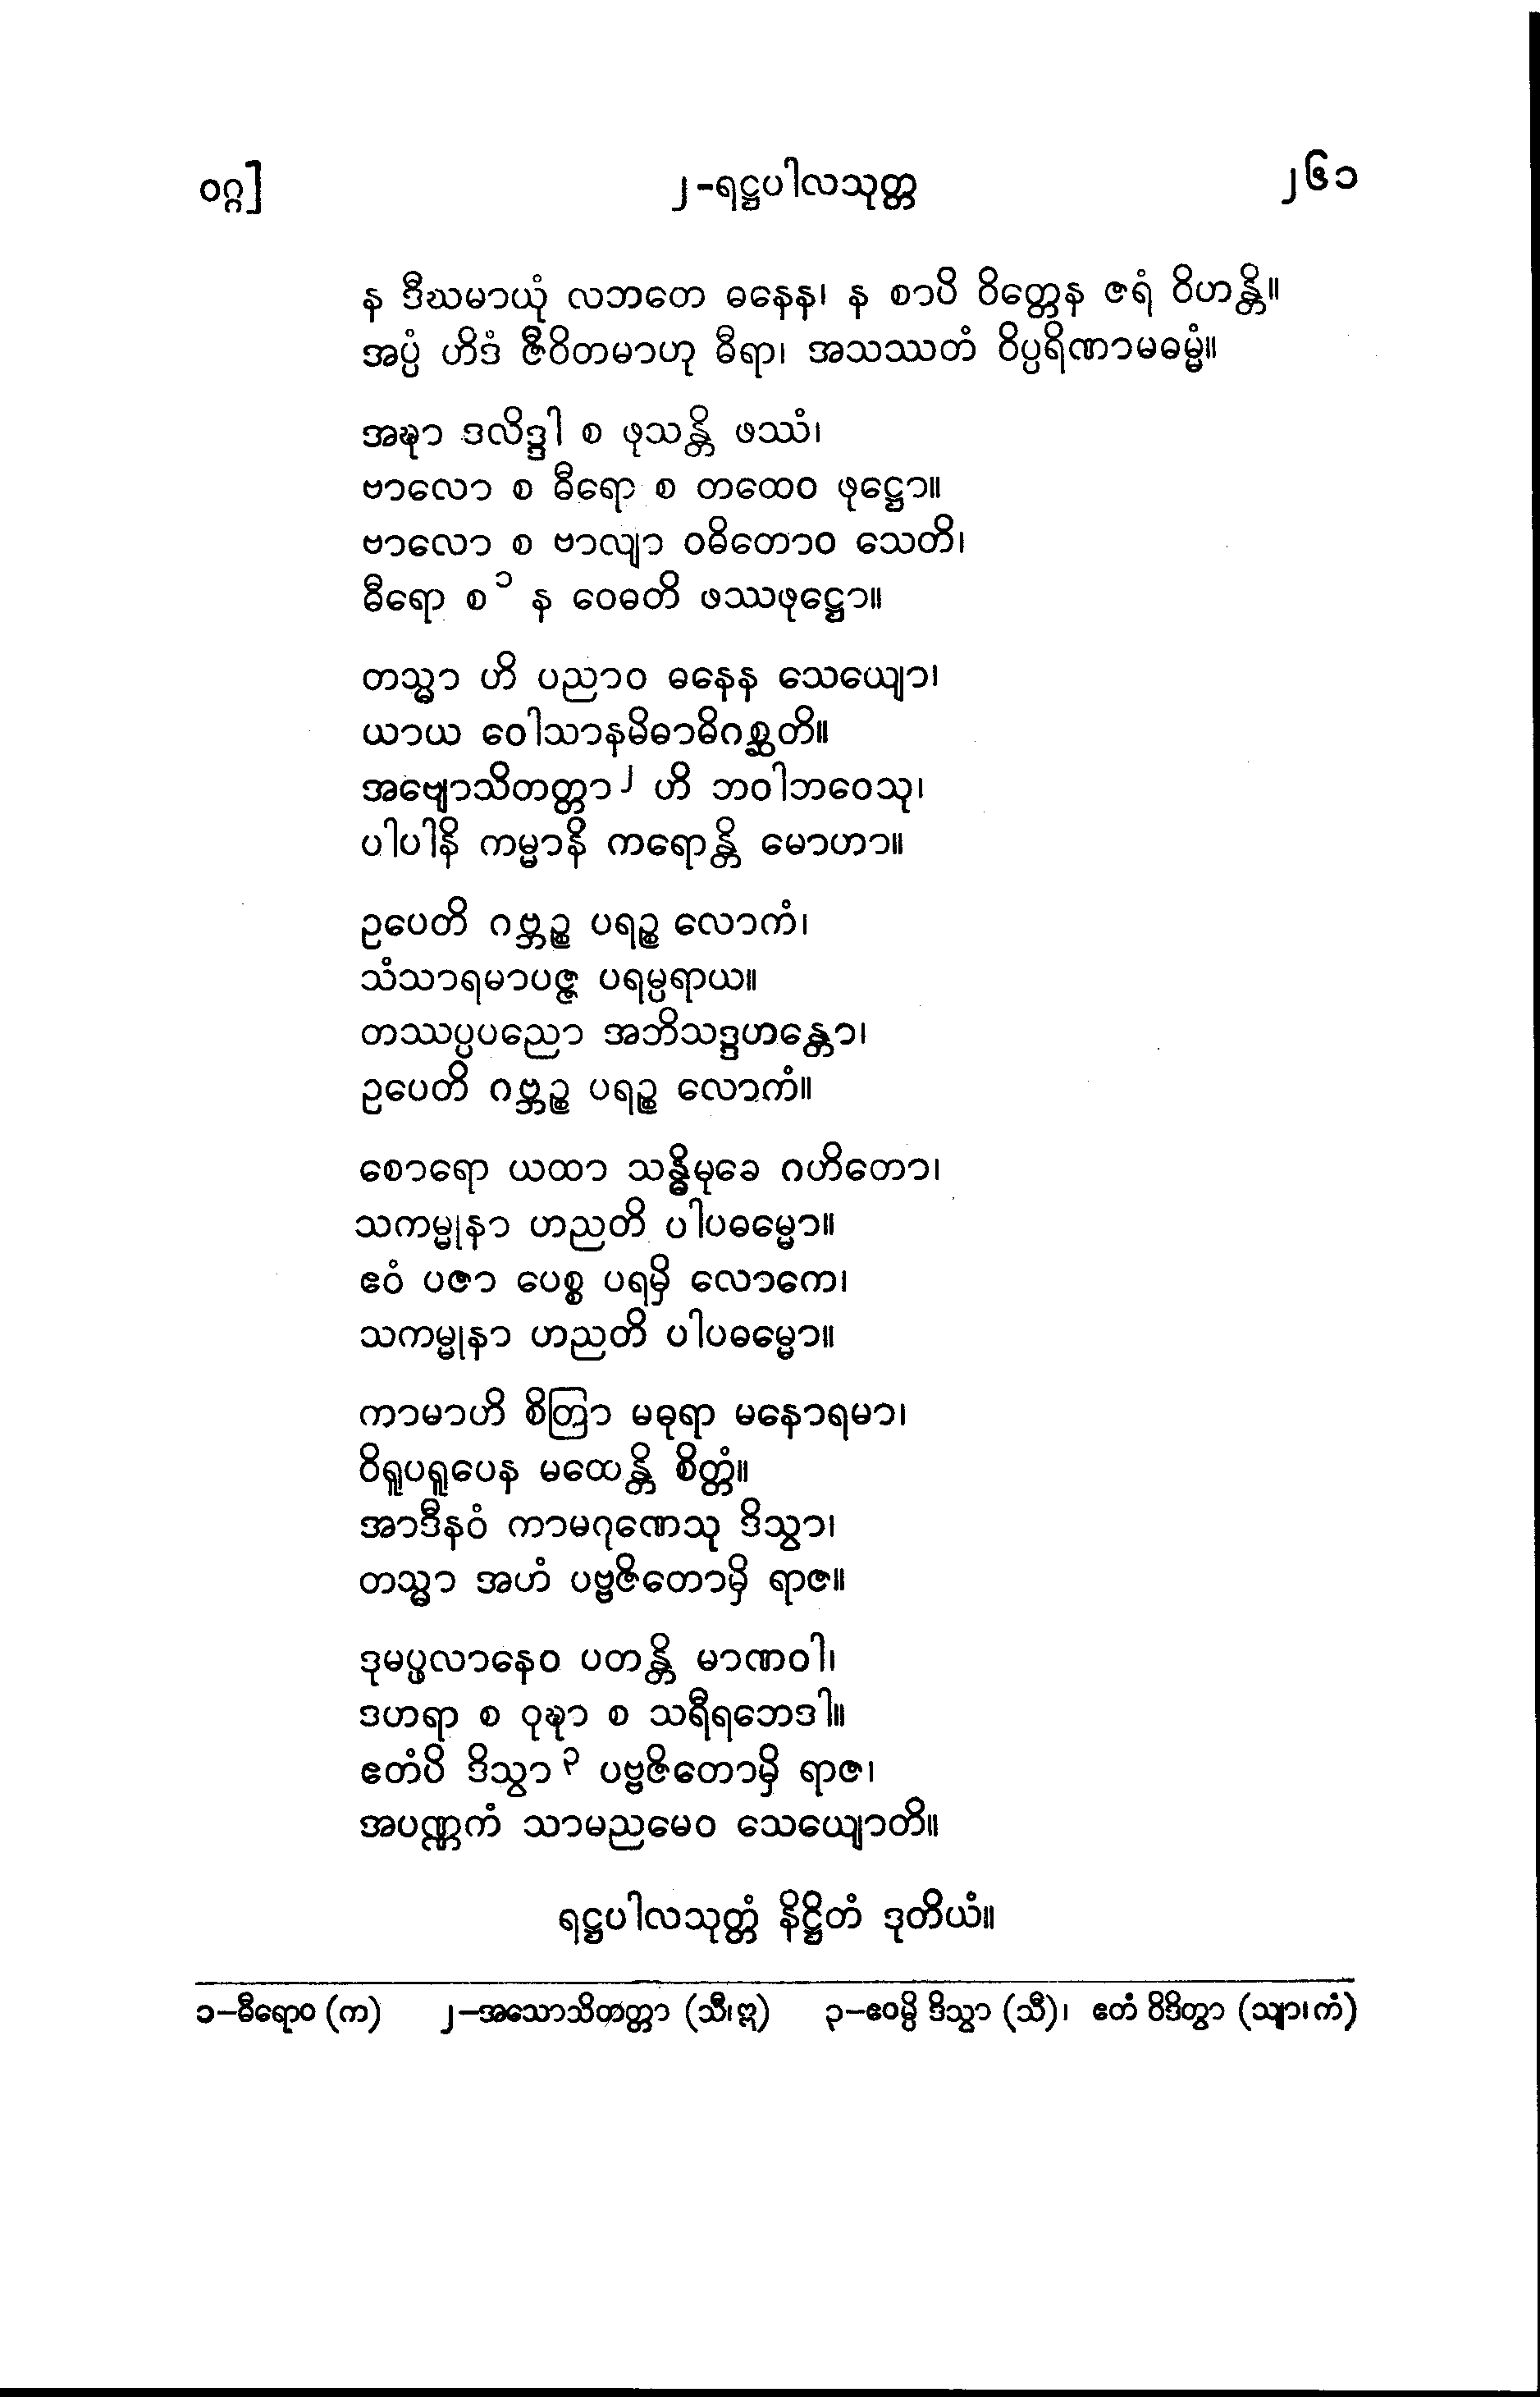 ဝဂ္ဂ]
၂-ရဋ္ဌပါလသုတ္တ
၂၆၁
န ဒီဃမာယုံ လဘတေ ဓနေန၊ န စာပိ ဝိတ္တေန ဇရံ ဝိဟန္တိ။
အပ္ပံ ဟိဒံ ဇီဝိတမာဟု ဓီရာ၊ အသဿတံ ဝိပ္ပရိဏာမဓမ္မံ။
အဍ္ဎာ ဒလိဒ္ဒါ စ ဖုသန္တိ ဖဿံ၊
ဗာလော စ ဓီရော စ တထေဝ ဖုဋ္ဌော။
ဗာလော စ ဗာလျာ ဝဓိတောဝ သေတိ၊
ဓီရော စ ၁ န ဝေဓတိ ဖဿဖုဋ္ဌော။
တသ္မာ ဟိ ပညာဝ ဓနေန သေယျော၊
ယာယ ဝေါသာနမိဓာဓိဂစ္ဆတိ။
အဗျောသိတတ္တာ ၂ ဟိ ဘဝါဘဝေသု၊
ပါပါနိ ကမ္မာနိ ကရောန္တိ မောဟာ။
ဥပေတိ ဂဗ္ဘဉ္စ ပရဉ္စ လောကံ၊
သံသာရမာပဇ္ဇ ပရမ္ပရာယ။
တဿပ္ပပညော အဘိသဒ္ဒဟန္တော၊
ဥပေတိ ဂဗ္ဘဉ္စ ပရဉ္စ လောကံ။
စောရော ယထာ သန္ဓိမုခေ ဂဟိတော၊
သကမ္မုနာ ဟညတိ ပါပဓမ္မော။
ဧဝံ ပဇာ ပေစ္စ ပရမှိ လောကေ၊
သကမ္မုနာ ဟညတိ ပါပဓမ္မော။
ကာမာဟိ စိတြာ မဓုရာ မနောရမာ၊
ဝိရူပရူပေန မထေန္တိ စိတ္တံ။
အာဒီနဝံ ကာမဂုဏေသု ဒိသွာ၊
တသ္မာ အဟံ ပဗ္ဗဇိတောမှိ ရာဇ။
ဒုမပ္ဖလာနေဝ ပတန္တိ မာဏဝါ၊
ဒဟရာ စ ဝုဍ္ဎာ စ သရီရဘေဒါ။
ဧတံပိ ဒိသွာ ၃ ပဗ္ဗဇိတောမှိ ရာဇ၊
အပဏ္ဏကံ သာမညမေဝ သေယျောတိ။
ရဋ္ဌပါလသုတ္တံ နိဋ္ဌိတံ ဒုတိယံ။
၁–ဓီရောဝ (က) ၂–အသောသိတတ္တာ (သီ၊ဣ) ၃–ဧဝမ္ပိ ဒိသွာ (သီ)၊ ဧတံ ဝိဒိတွာ (သျာ၊ကံ)